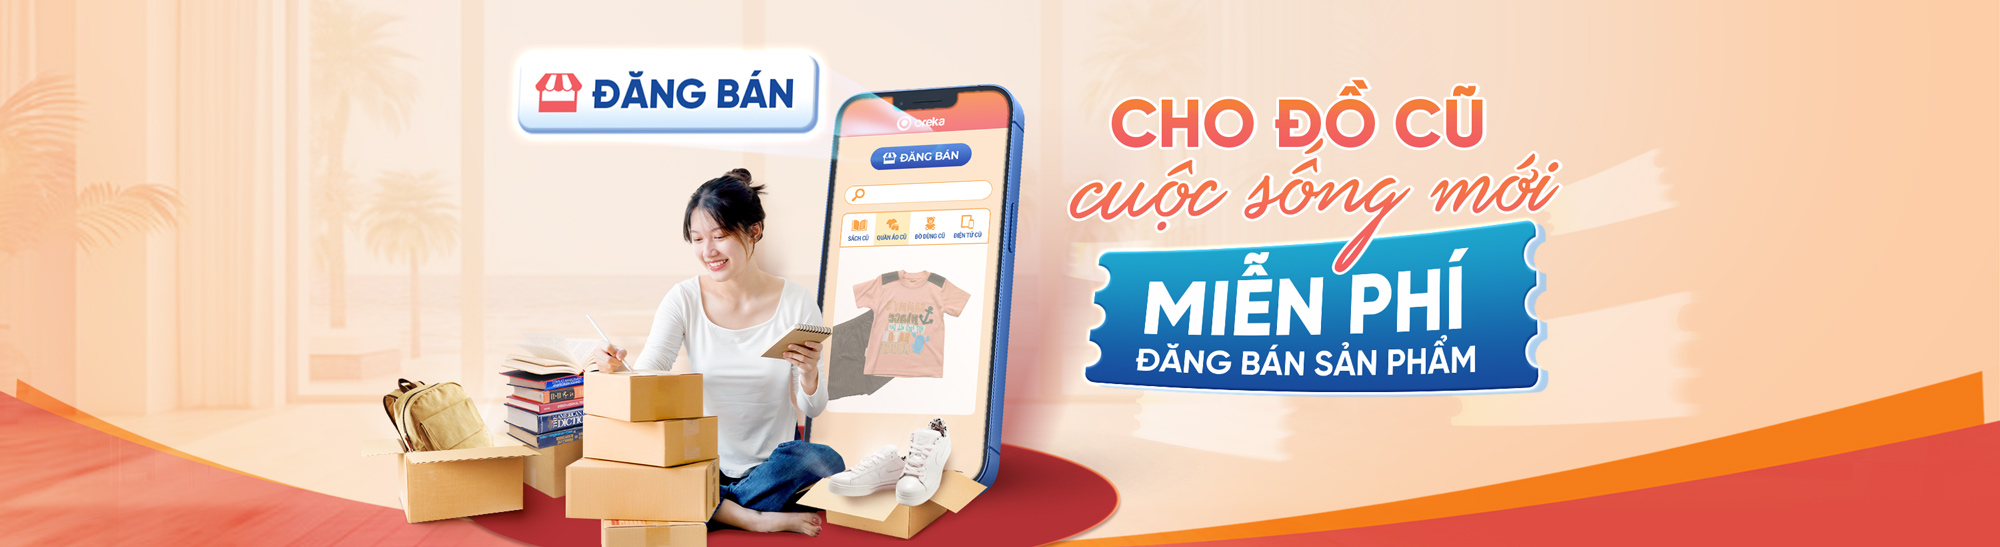 ĐĂNG BÁN
oreka
ĐĂNG BÁN
SÁCH CŨ
QUẦN ÁO CŨ
ĐỒ DÙNG CŨ
ĐIỆN TỬ CŨ
CHO ĐỒ CŨ
cuộc sống mới
MIỄN PHÍ
ĐĂNG BÁN SẢN PHẨM